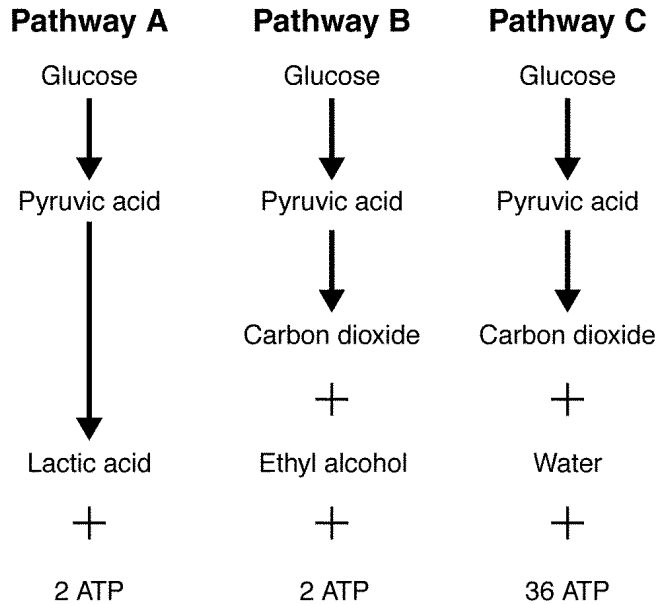 Pathway A
Glucose
Pyruvic acid
Lactic acid
+
2 ATP
Pathway B
Glucose
Pyruvic acid
Carbon dioxide
+
Ethyl alcohol
+
2 ATP
Pathway C
Glucose
Pyruvic acid
Carbon dioxide
+
Water
+
36 ATP